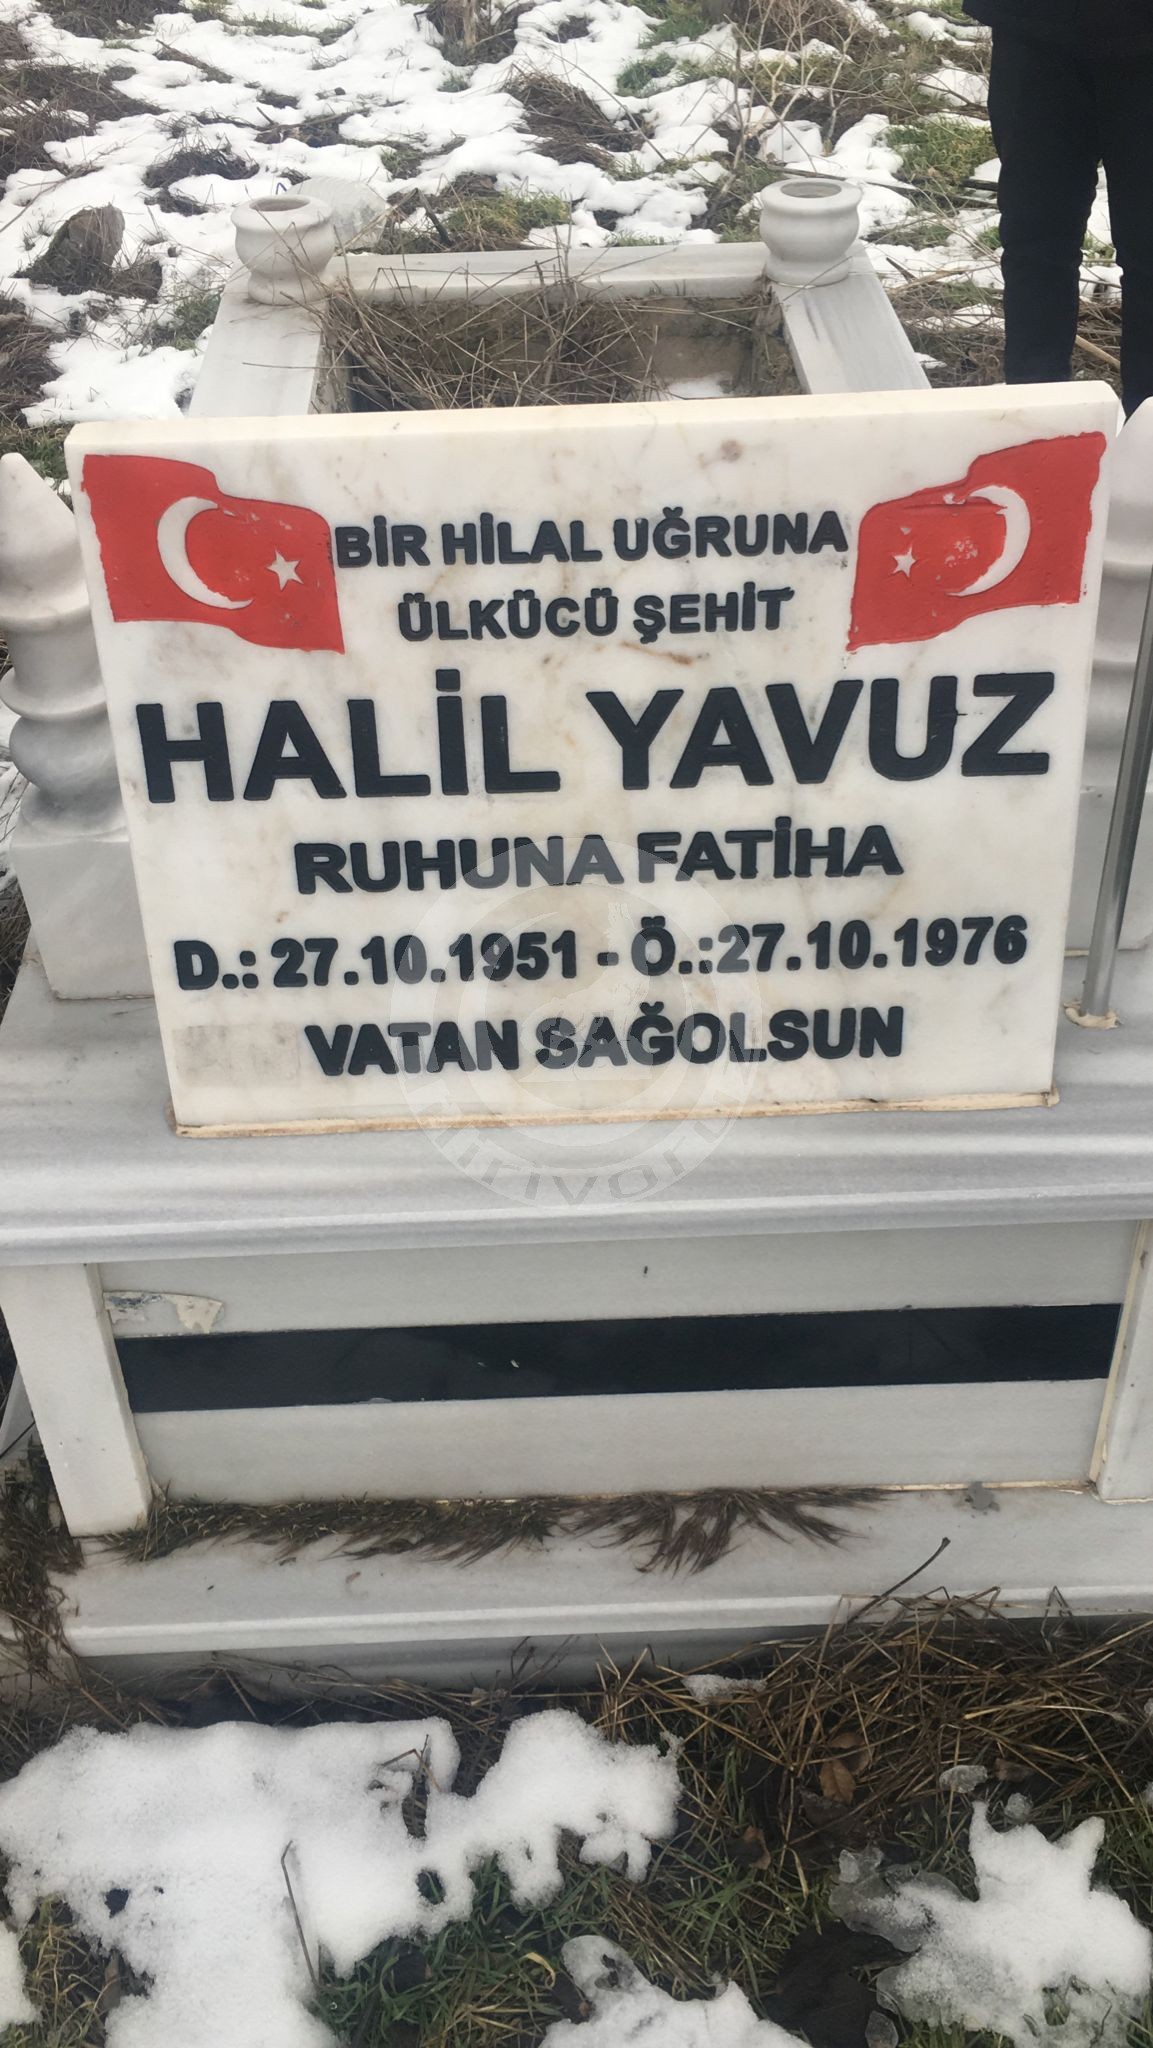 BİR HİLAL UĞRUNA
ÜLKÜCÜ ŞEHİT
HALİL YAVUZ
RUHUNA FATİHA
D.: 27.10.1951 - Ö.:27.10.1976
VATAN SAĞOLSUN